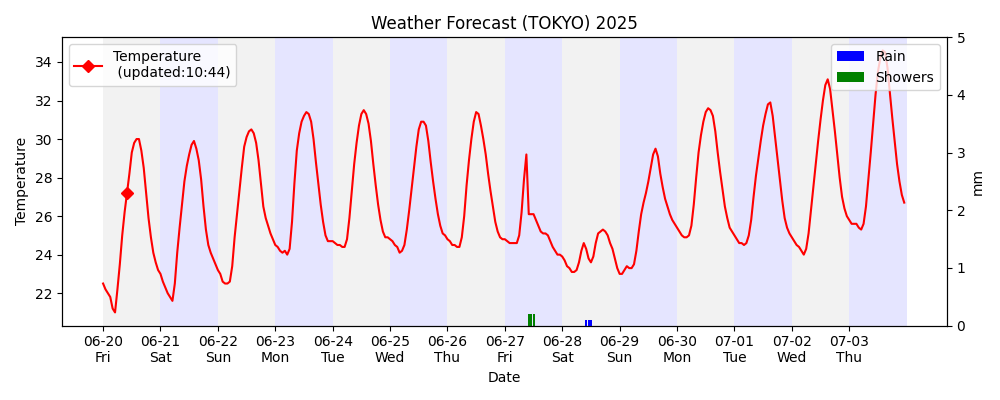 Weather Forecast (TOKYO) 2025
Temperature
(updated:10:44)
Rain
Showers
Temperature
34
32
30
28
26
24
22
5
4
3
2
1
0
mm
06-20 06-21 06-22 06-23 06-24 06-25 06-26 06-27 06-28 06-29 06-30 07-01 07-02 07-03
Fri Sat Sun Mon Tue Wed Thu Fri Sat Sun Mon Tue Wed Thu
Date